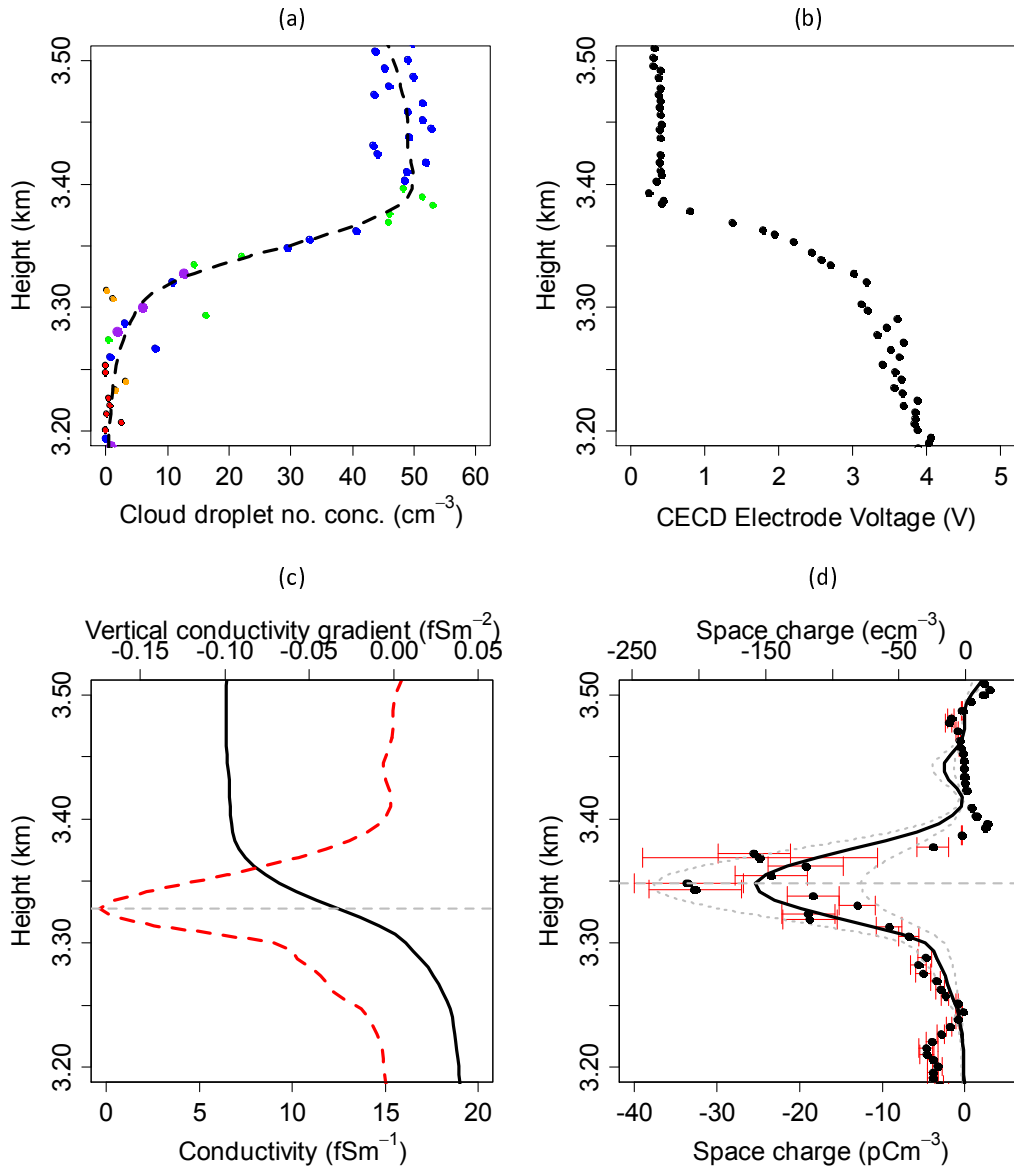 (a)
(b)
3.20 3.30 3.40 3.50
Height (km)
0 10 20 30 40 50 60
Cloud droplet no. conc. (cm⁻³)
3.20 3.30 3.40 3.50
Height (km)
0 1 2 3 4 5
CECD Electrode Voltage (V)
(c)
(d)
Vertical conductivity gradient (fSm⁻²)
-0.15 -0.10 -0.05 0.00 0.05
3.20 3.30 3.40 3.50
Height (km)
0 5 10 15 20
Conductivity (fSm⁻¹)
Space charge (ecm⁻³)
-250 -150 -50 0
3.20 3.30 3.40 3.50
Height (km)
-40 -30 -20 -10 0
Space charge (pCm⁻³)